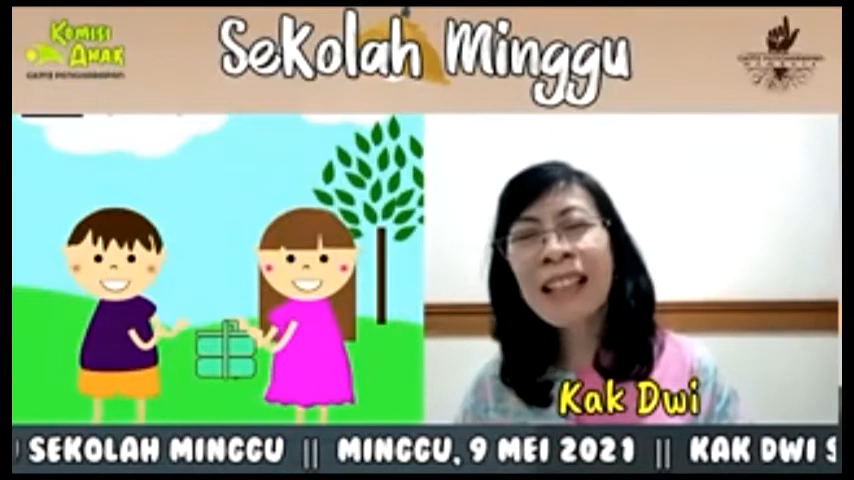 Komisi
Anak
Sekolah Minggu
Kak Dwi
SEKOLAH MINGGU || MINGGU, 9 MEI 2021 || KAK DWI S